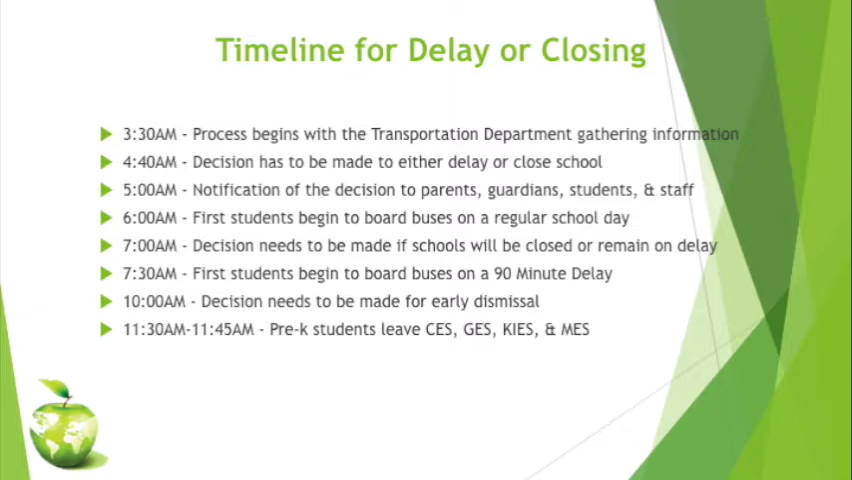 Timeline for Delay or Closing
3:30AM - Process begins with the Transportation Department gathering information
4:40AM - Decision has to be made to either delay or close school
5:00AM - Notification of the decision to parents, guardians, students, & staff
6:00AM - First students begin to board buses on a regular school day
7:00AM - Decision needs to be made if schools will be closed or remain on delay
7:30AM - First students begin to board buses on a 90 Minute Delay
10:00AM - Decision needs to be made for early dismissal
11:30AM-11:45AM - Pre-k students leave CES, GES, KIES, & MES